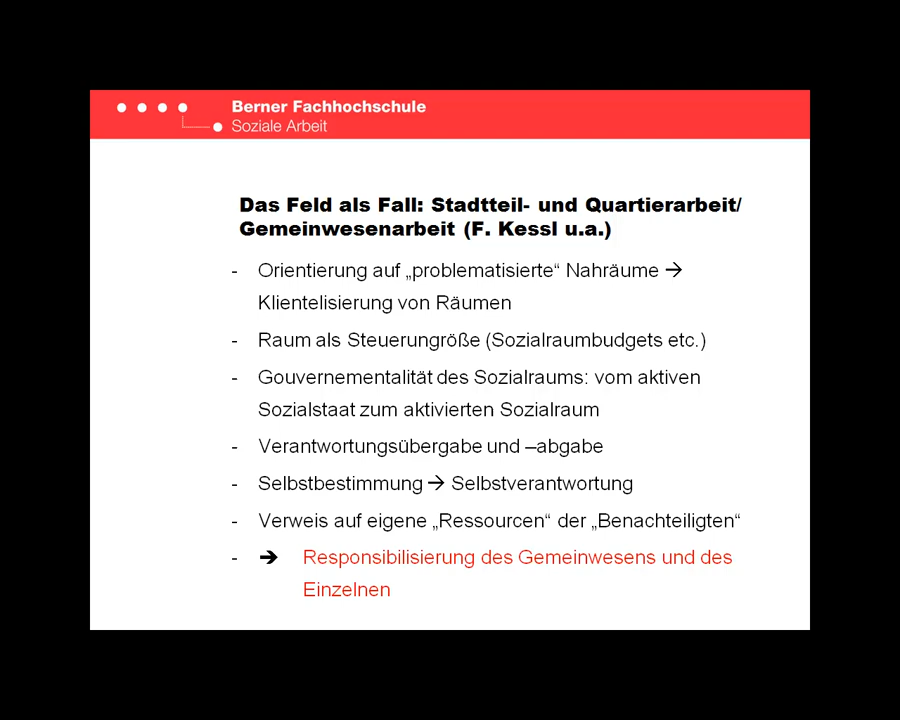 Berner Fachhochschule
Soziale Arbeit
Das Feld als Fall: Stadtteil- und Quartierarbeit/
Gemeinwesenarbeit (F. Kessl u.a.)
- Orientierung auf „problematisierte“ Nahräume →
Klientelisierung von Räumen
- Raum als Steuerungröße (Sozialraumbudgets etc.)
- Gouvernementalität des Sozialraums: vom aktiven
Sozialstaat zum aktivierten Sozialraum
- Verantwortungsübergabe und –abgabe
- Selbstbestimmung → Selbstverantwortung
- Verweis auf eigene „Ressourcen“ der „Benachteiligten“
- ➔ Responsibilisierung des Gemeinwesens und des
Einzelnen